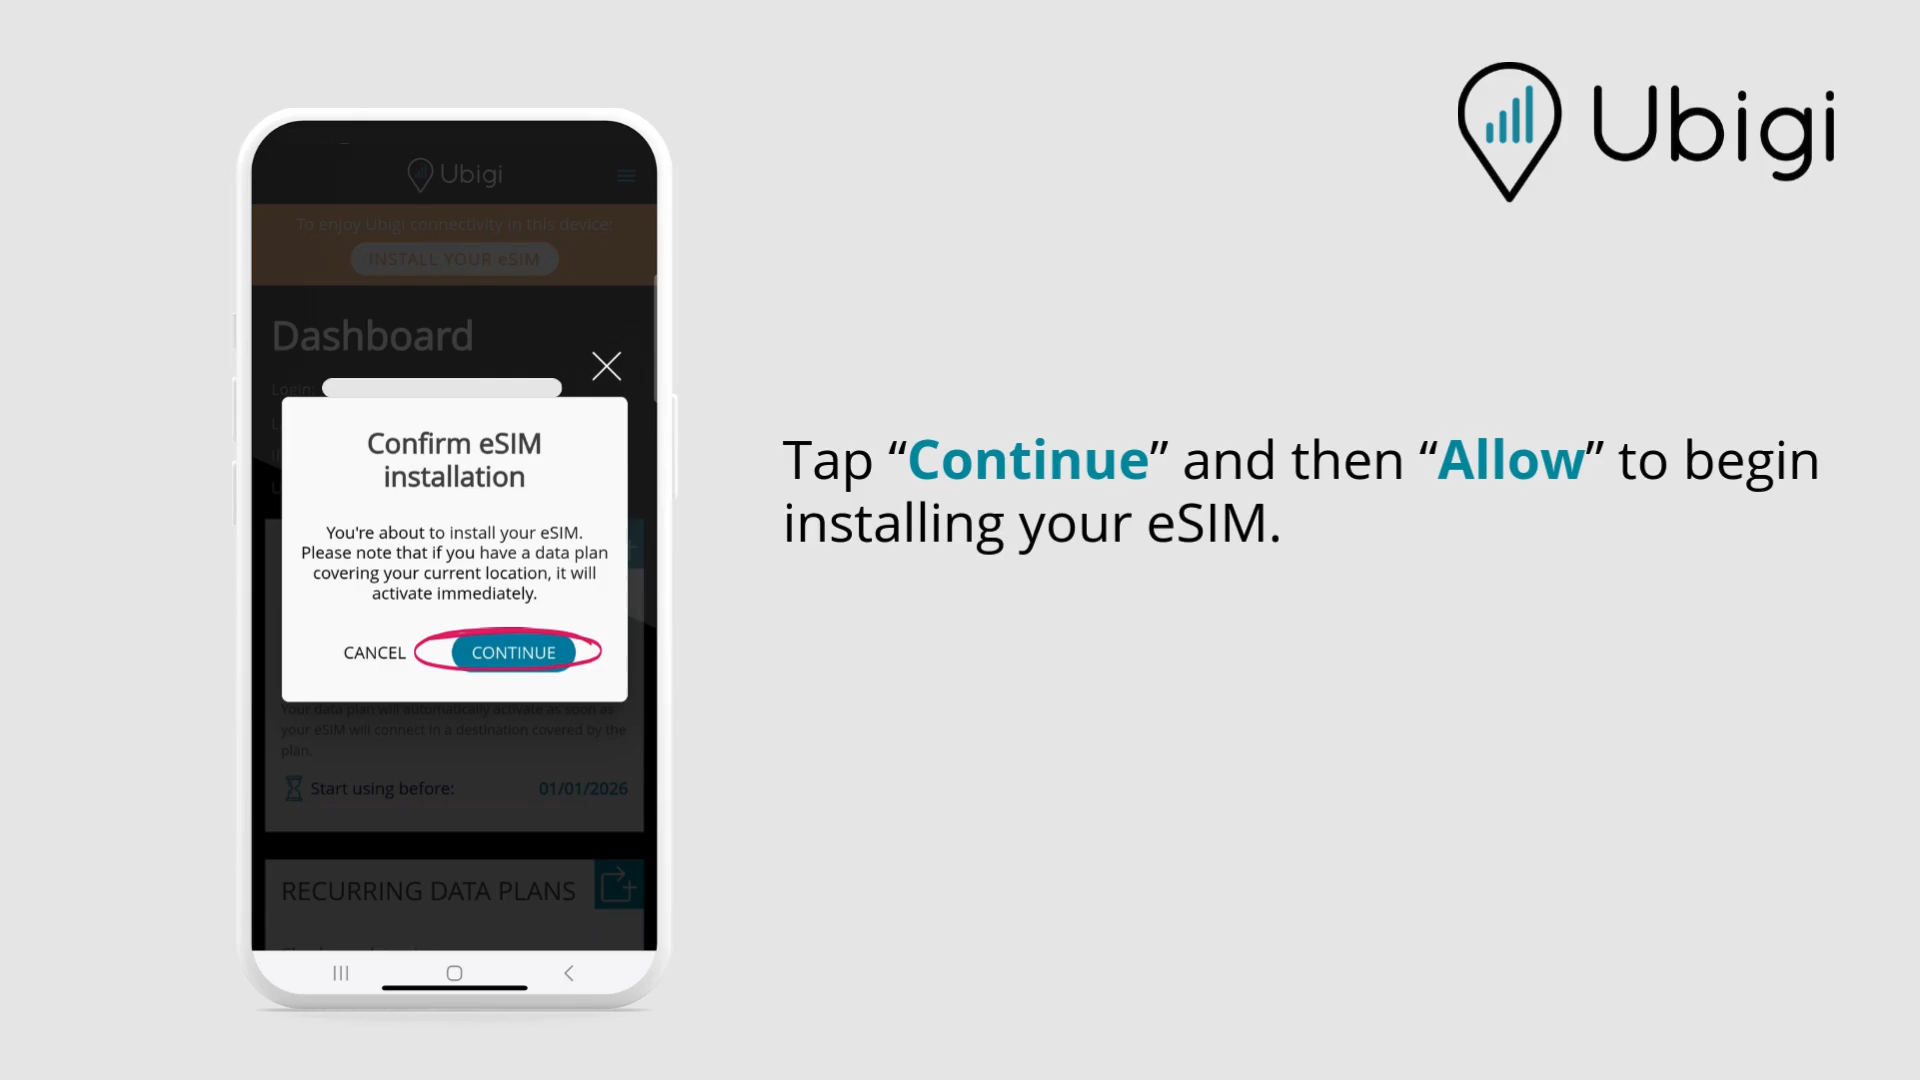 Ubigi
Tap “Continue” and then “Allow” to begin
installing your eSIM.
Ubigi
To enjoy Ubigi connectivity in this device:
INSTALL YOUR eSIM
Dashboard
Login:
Confirm eSIM
installation
You're about to install your eSIM.
Please note that if you have a data plan
covering your current location, it will
activate immediately.
CANCEL CONTINUE
Your data plan will automatically activate as soon as
your eSIM will connect in a destination covered by the
plan.
Start using before: 01/01/2026
RECURRING DATA PLANS